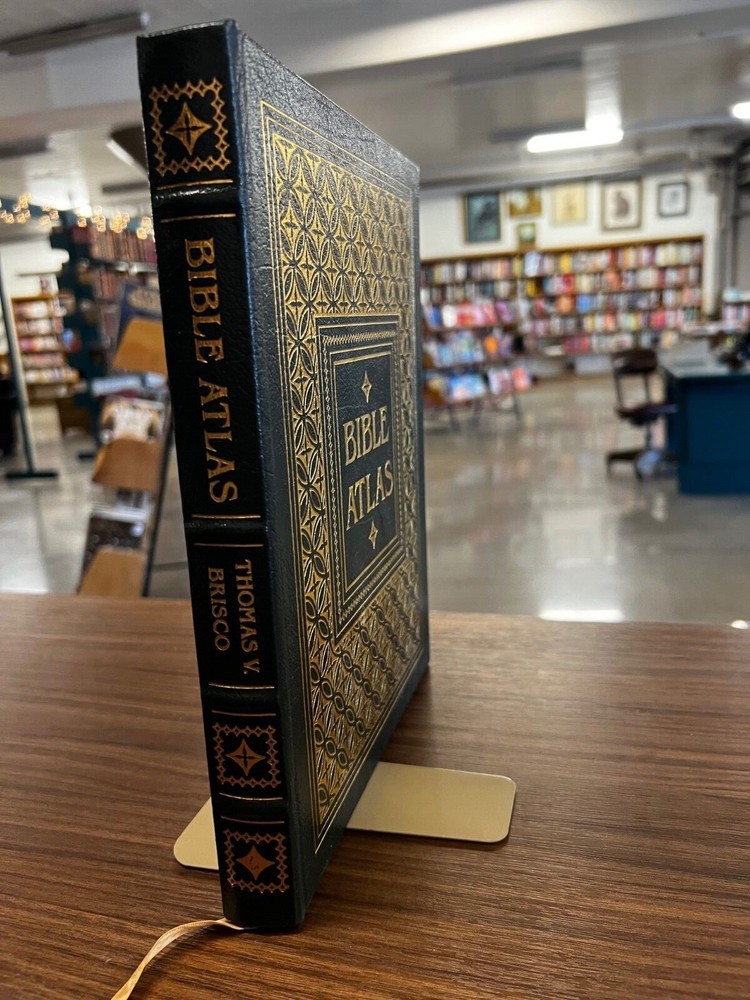 BIBLE ATLAS
THOMAS V.
BRISCO
BIBLE
ATLAS